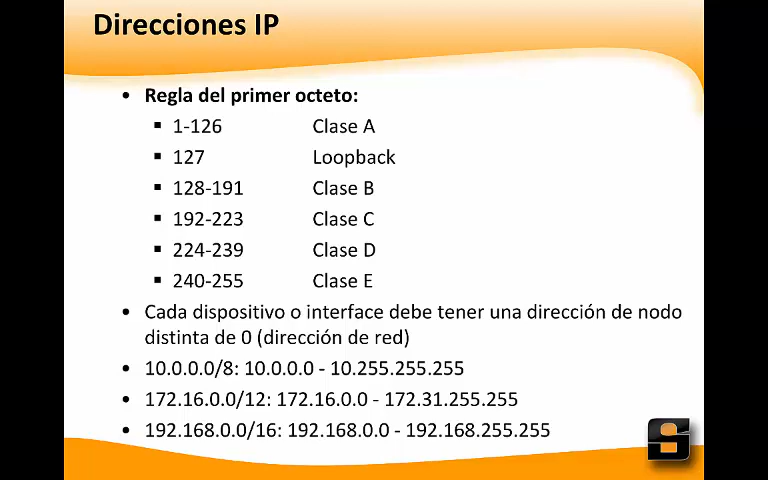 Direcciones IP
• Regla del primer octeto:
▪ 1-126 Clase A
▪ 127 Loopback
▪ 128-191 Clase B
▪ 192-223 Clase C
▪ 224-239 Clase D
▪ 240-255 Clase E
• Cada dispositivo o interface debe tener una dirección de nodo
distinta de 0 (dirección de red)
• 10.0.0.0/8: 10.0.0.0 - 10.255.255.255
• 172.16.0.0/12: 172.16.0.0 - 172.31.255.255
• 192.168.0.0/16: 192.168.0.0 - 192.168.255.255